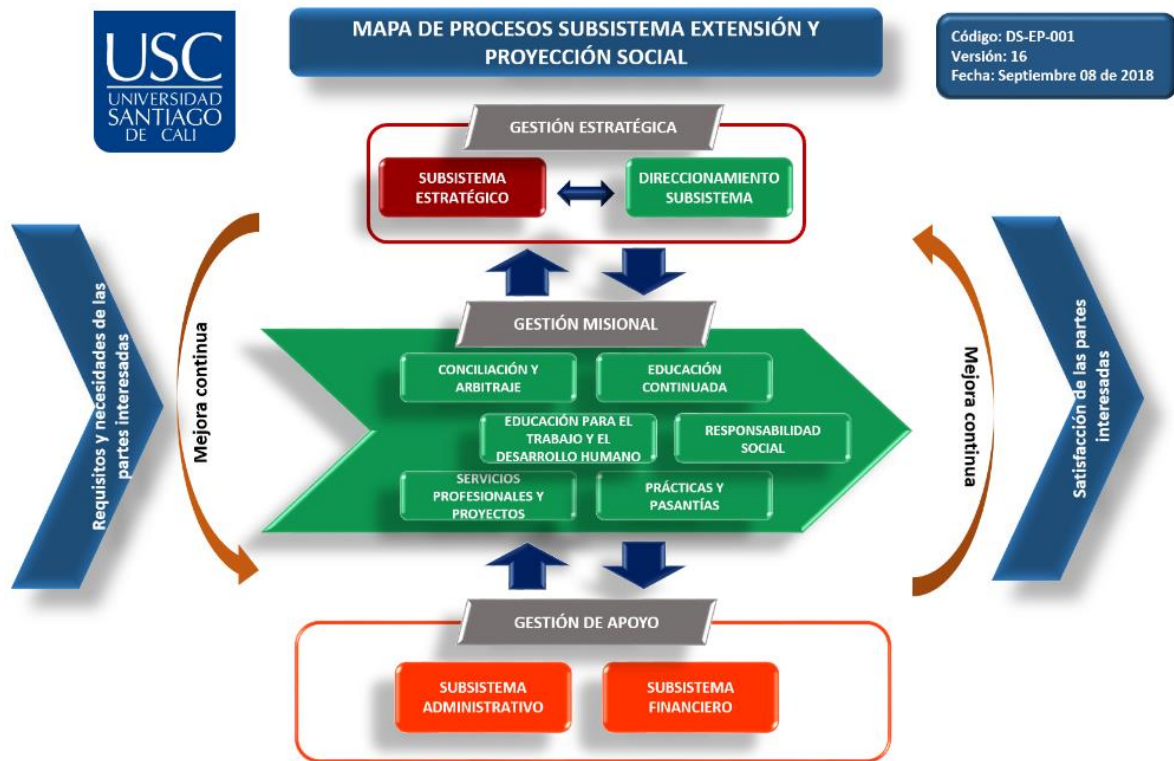 USC
UNIVERSIDAD
SANTIAGO
DE CALI
MAPA DE PROCESOS SUBSISTEMA EXTENSIÓN Y
PROYECCIÓN SOCIAL
Código: DS-EP-001
Versión: 16
Fecha: Septiembre 08 de 2018
GESTIÓN ESTRATÉGICA
SUBSISTEMA
ESTRATÉGICO
DIRECCIONAMIENTO
SUBSISTEMA
Requisitos y necesidades de las
partes interesadas
Mejora continua
GESTIÓN MISIONAL
CONCILIACIÓN Y
ARBITRAJE
EDUCACIÓN
CONTINUADA
EDUCACIÓN PARA EL
TRABAJO Y EL
DESARROLLO HUMANO
RESPONSABILIDAD
SOCIAL
SERVICIOS
PROFESIONALES Y
PROYECTOS
PRÁCTICAS Y
PASANTÍAS
Mejora continua
Satisfacción de las partes
interesadas
GESTIÓN DE APOYO
SUBSISTEMA
ADMINISTRATIVO
SUBSISTEMA
FINANCIERO